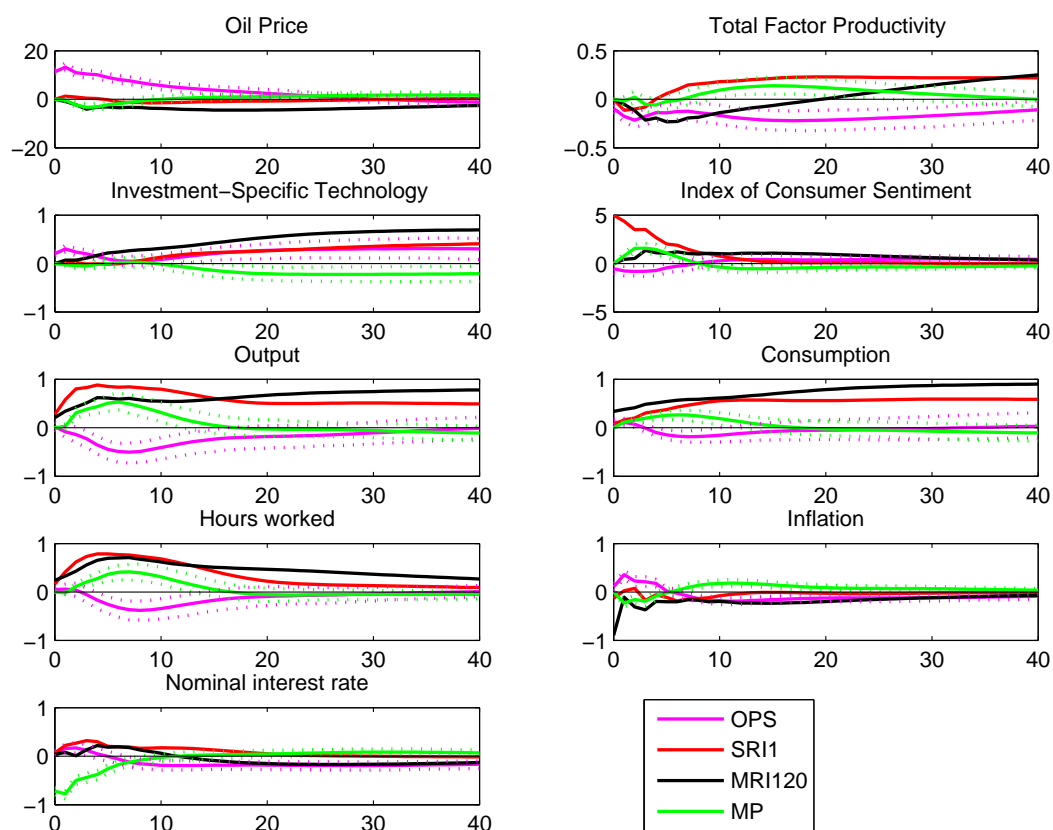 Oil Price
Total Factor Productivity
20
0
−20
0 10 20 30 40
0.5
0
−0.5
0 10 20 30 40
Investment−Specific Technology
Index of Consumer Sentiment
1
0
−1
0 10 20 30 40
5
0
−5
0 10 20 30 40
Output
Consumption
1
0
−1
0 10 20 30 40
1
0
−1
0 10 20 30 40
Hours worked
Inflation
1
0
−1
0 10 20 30 40
1
0
−1
0 10 20 30 40
Nominal interest rate
1
0
−1
0 10 20 30 40
OPS
SRI1
MRI120
MP